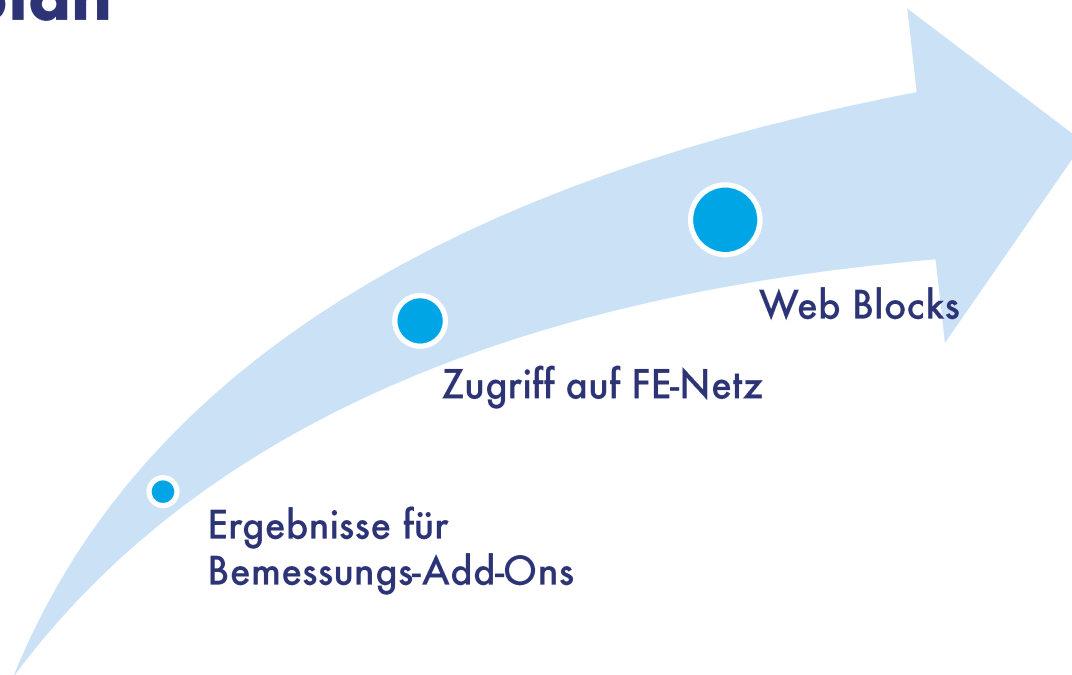 Web Blocks
Zugriff auf FE-Netz
Ergebnisse für
Bemessungs-Add-Ons